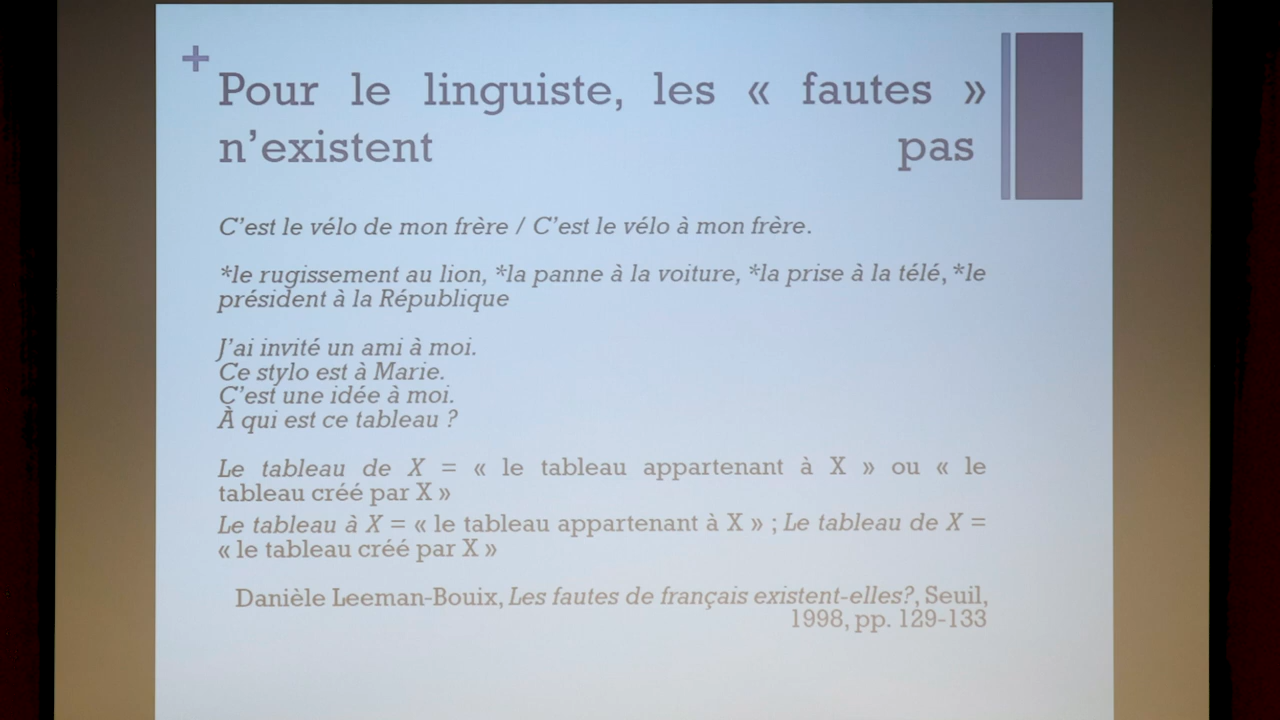 +
Pour le linguiste, les « fautes »
n’existent pas
C’est le vélo de mon frère / C’est le vélo à mon frère.
*le rugissement au lion, *la panne à la voiture, *la prise à la télé, *le
président à la République
J’ai invité un ami à moi.
Ce stylo est à Marie.
C’est une idée à moi.
À qui est ce tableau ?
Le tableau de X = « le tableau appartenant à X » ou « le
tableau créé par X »
Le tableau à X = « le tableau appartenant à X » ; Le tableau de X =
« le tableau créé par X »
Danièle Leeman-Bouix, Les fautes de français existent-elles?, Seuil,
1998, pp. 129-133